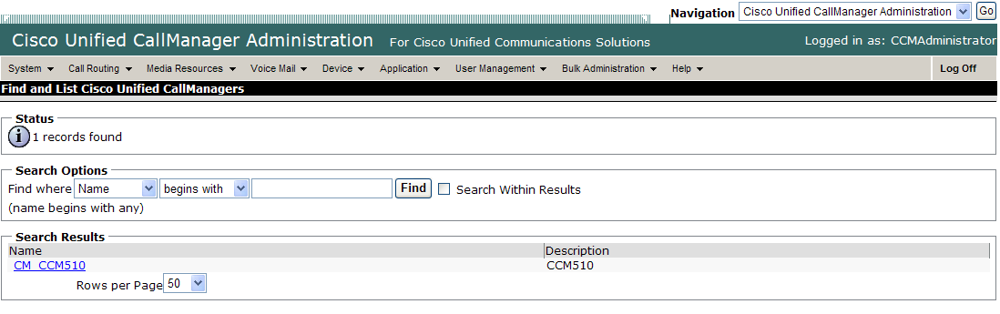 Navigation Cisco Unified CallManager Administration Go
Cisco Unified CallManager Administration For Cisco Unified Communications Solutions Logged in as: CCMAdministrator
System Call Routing Media Resources Voice Mail Device Application User Management Bulk Administration Help Log Off
Find and List Cisco Unified CallManagers
Status
i 1 records found
Search Options
Find where Name begins with Find Search Within Results
(name begins with any)
Search Results
Name Description
CM_CCM510 CCM510
Rows per Page 50